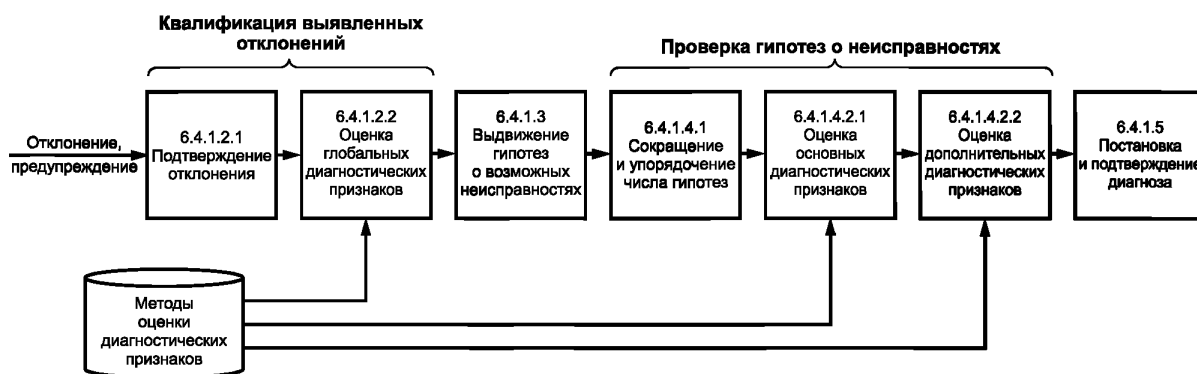 Квалификация выявленных
отклонений
Проверка гипотез о неисправностях
Отклонение,
предупреждение
6.4.1.2.1
Подтверждение
отклонения
6.4.1.2.2
Оценка
глобальных
диагностических
признаков
6.4.1.3
Выдвижение
гипотез
о возможных
неисправностях
6.4.1.4.1
Сокращение
и упорядочение
числа гипотез
6.4.1.4.2.1
Оценка
основных
диагностических
признаков
6.4.1.4.2.2
Оценка
дополнительных
диагностических
признаков
6.4.1.5
Постановка
и подтверждение
диагноза
Методы
оценки
диагностических
признаков